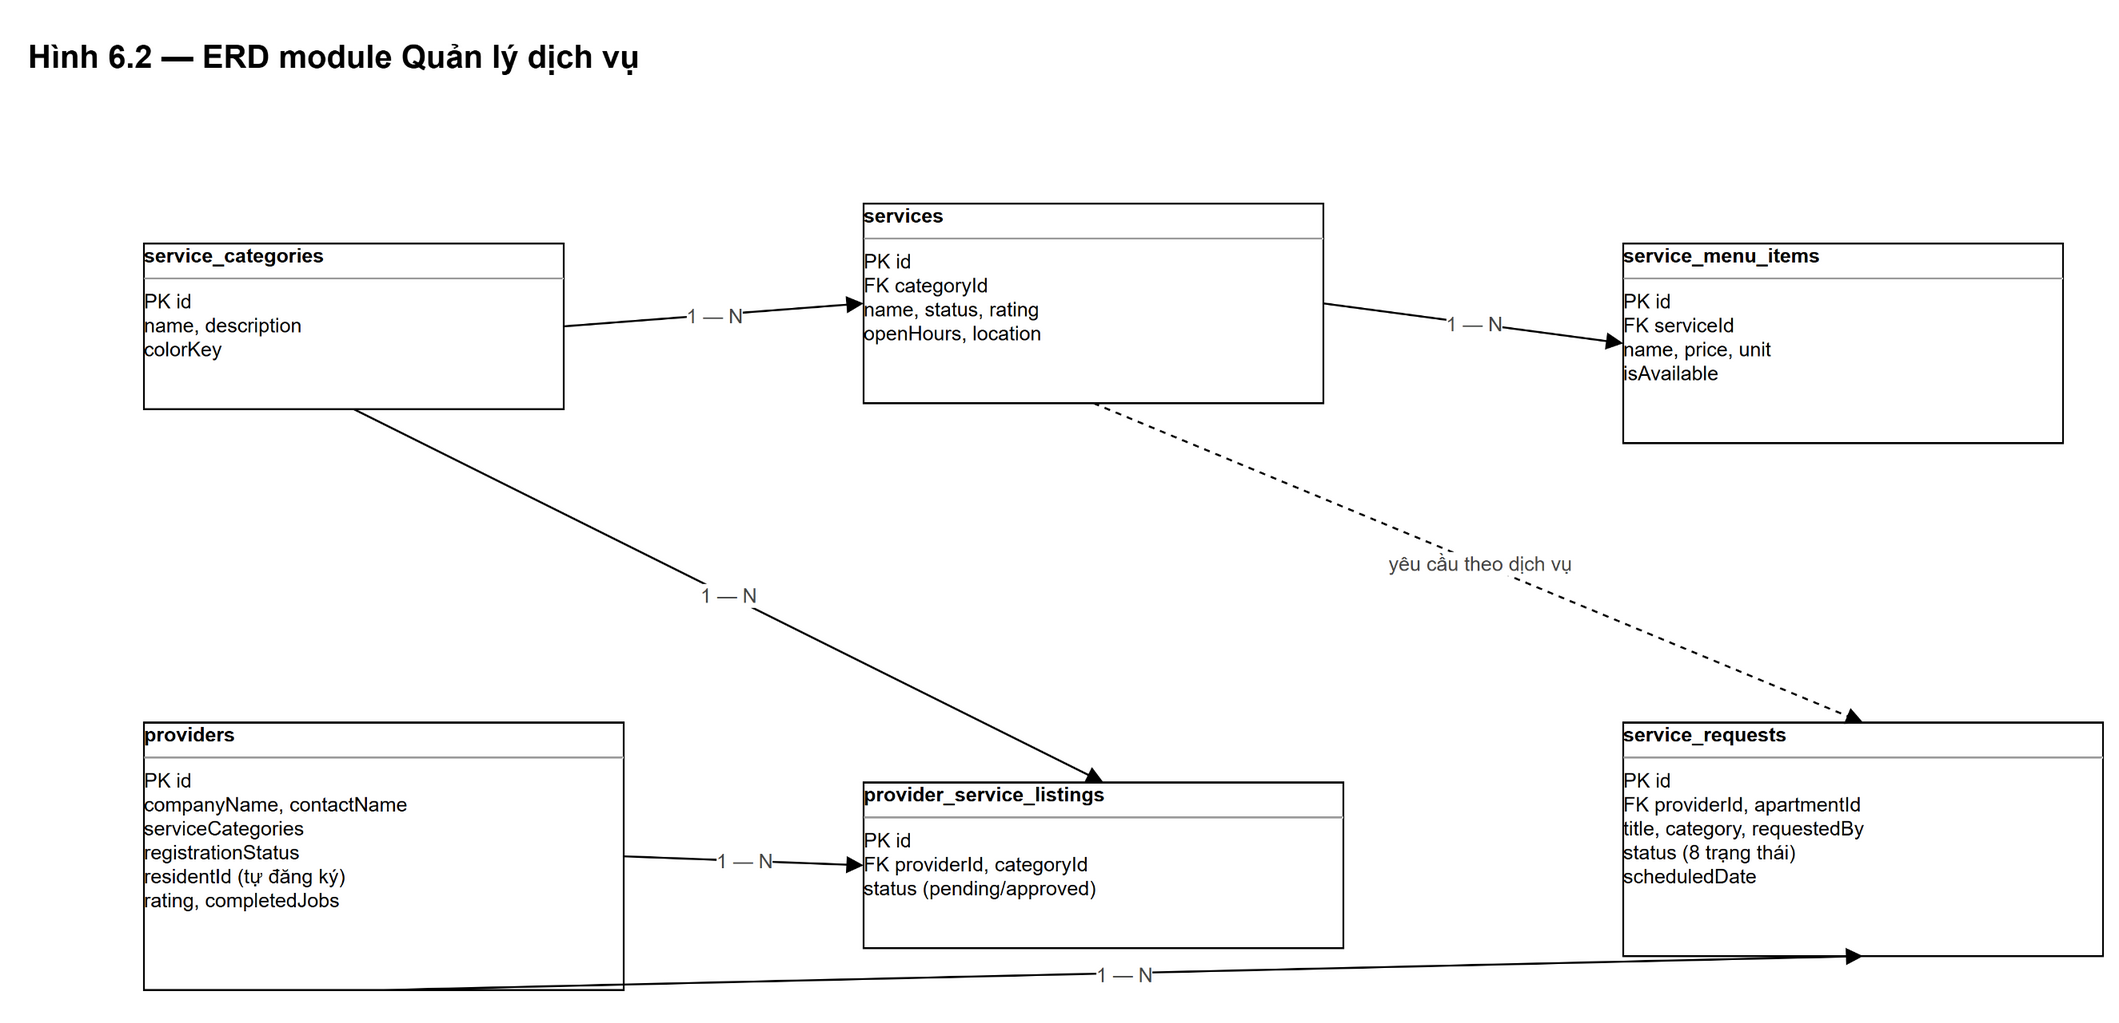 Hình 6.2 — ERD module Quản lý dịch vụ
service_categories
PK id
name, description
colorKey
1 — N
services
PK id
FK categoryId
name, status, rating
openHours, location
1 — N
service_menu_items
PK id
FK serviceId
name, price, unit
isAvailable
yêu cầu theo dịch vụ
1 — N
providers
PK id
companyName, contactName
serviceCategories
registrationStatus
residentId (tự đăng ký)
rating, completedJobs
1 — N
provider_service_listings
PK id
FK providerId, categoryId
status (pending/approved)
service_requests
PK id
FK providerId, apartmentId
title, category, requestedBy
status (8 trạng thái)
scheduledDate
1 — N